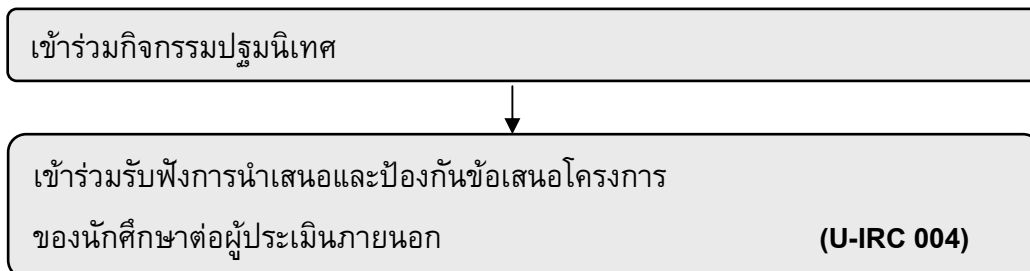 เข้าร่วมกิจกรรมปฐมนิเทศ
เข้าร่วมรับฟังการนำเสนอและป้องกันข้อเสนอโครงการ
ของนักศึกษาต่อผู้ประเมินภายนอก (U-IRC 004)